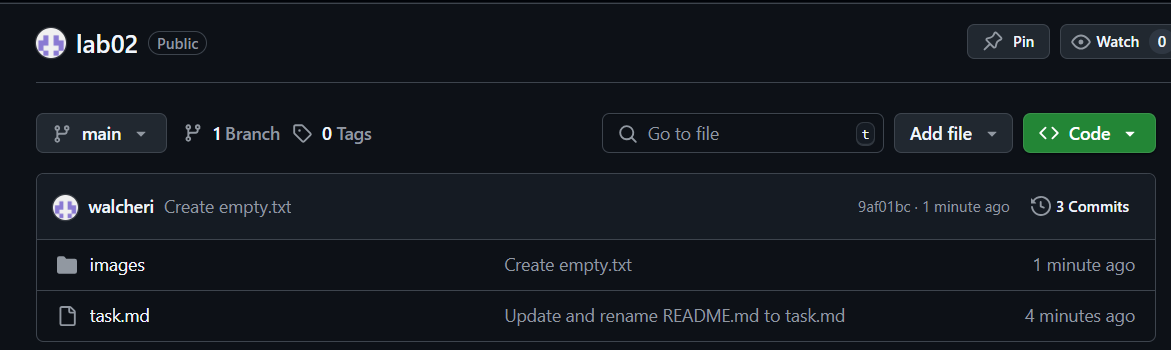 lab02 Public Pin Watch 0
main 1 Branch 0 Tags Go to file t Add file Code
walcheri Create empty.txt 9af01bc · 1 minute ago 3 Commits
images Create empty.txt 1 minute ago
task.md Update and rename README.md to task.md 4 minutes ago